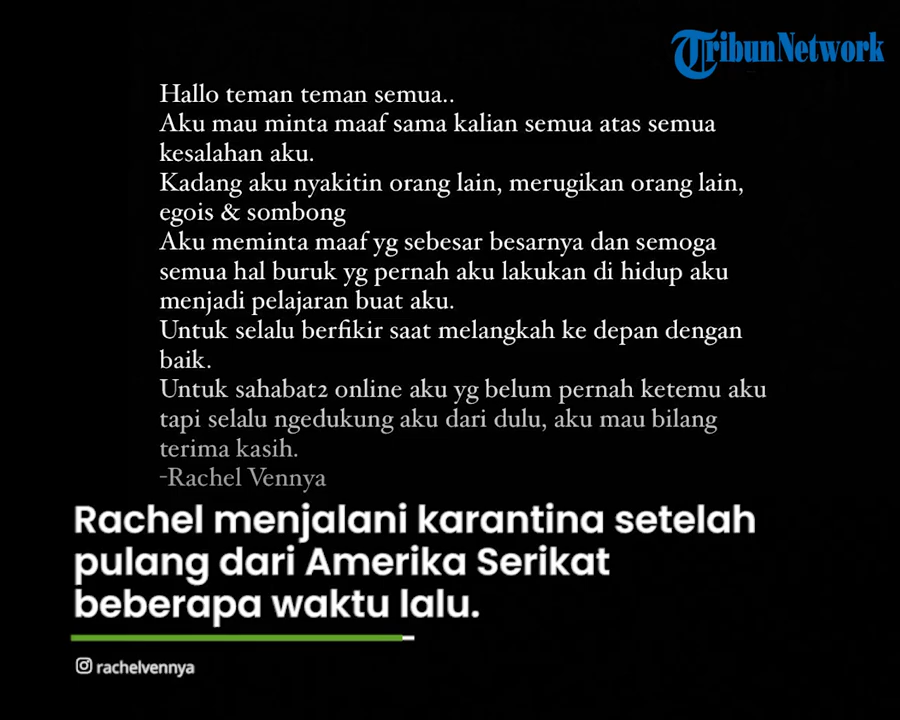 TribunNetwork
Hallo teman teman semua..
Aku mau minta maaf sama kalian semua atas semua
kesalahan aku.
Kadang aku nyakitin orang lain, merugikan orang lain,
egois & sombong
Aku meminta maaf yg sebesar besarnya dan semoga
semua hal buruk yg pernah aku lakukan di hidup aku
menjadi pelajaran buat aku.
Untuk selalu berfikir saat melangkah ke depan dengan
baik.
Untuk sahabat2 online aku yg belum pernah ketemu aku
tapi selalu ngedukung aku dari dulu, aku mau bilang
terima kasih.
-Rachel Vennya
Rachel menjalani karantina setelah
pulang dari Amerika Serikat
beberapa waktu lalu.
rachelvennya